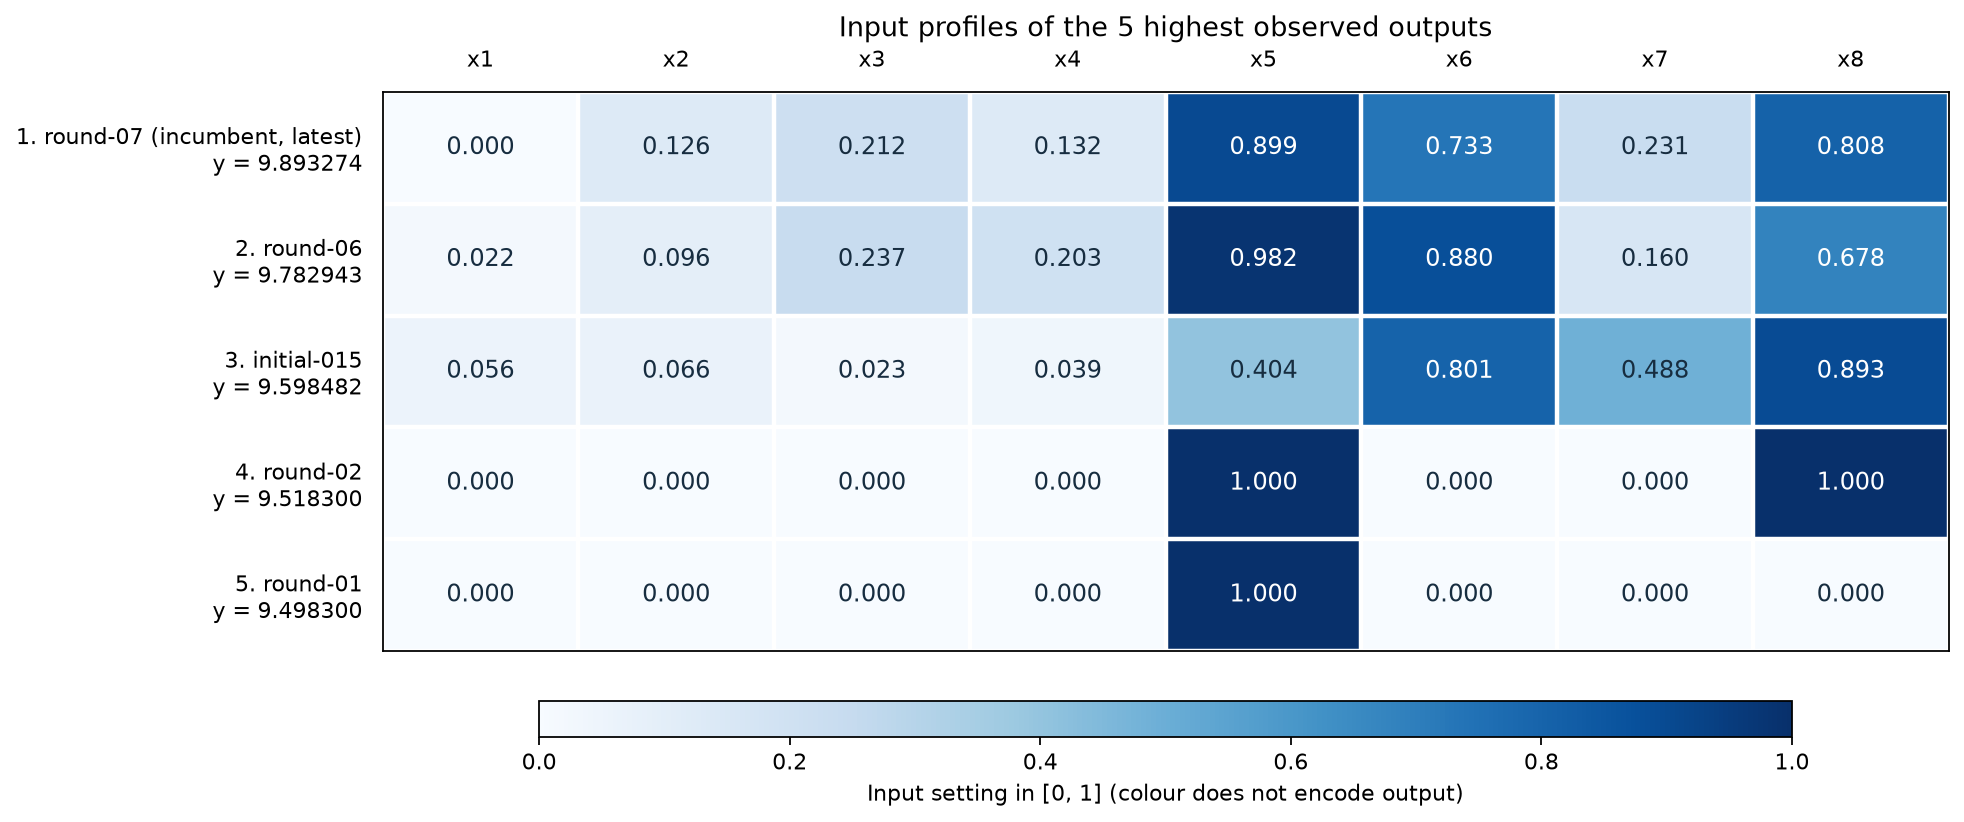 Input profiles of the 5 highest observed outputs
x1 x2 x3 x4 x5 x6 x7 x8
1. round-07 (incumbent, latest)
y = 9.893274
0.000 0.126 0.212 0.132 0.899 0.733 0.231 0.808
2. round-06
y = 9.782943
0.022 0.096 0.237 0.203 0.982 0.880 0.160 0.678
3. initial-015
y = 9.598482
0.056 0.066 0.023 0.039 0.404 0.801 0.488 0.893
4. round-02
y = 9.518300
0.000 0.000 0.000 0.000 1.000 0.000 0.000 1.000
5. round-01
y = 9.498300
0.000 0.000 0.000 0.000 1.000 0.000 0.000 0.000
0.0 0.2 0.4 0.6 0.8 1.0
Input setting in [0, 1] (colour does not encode output)